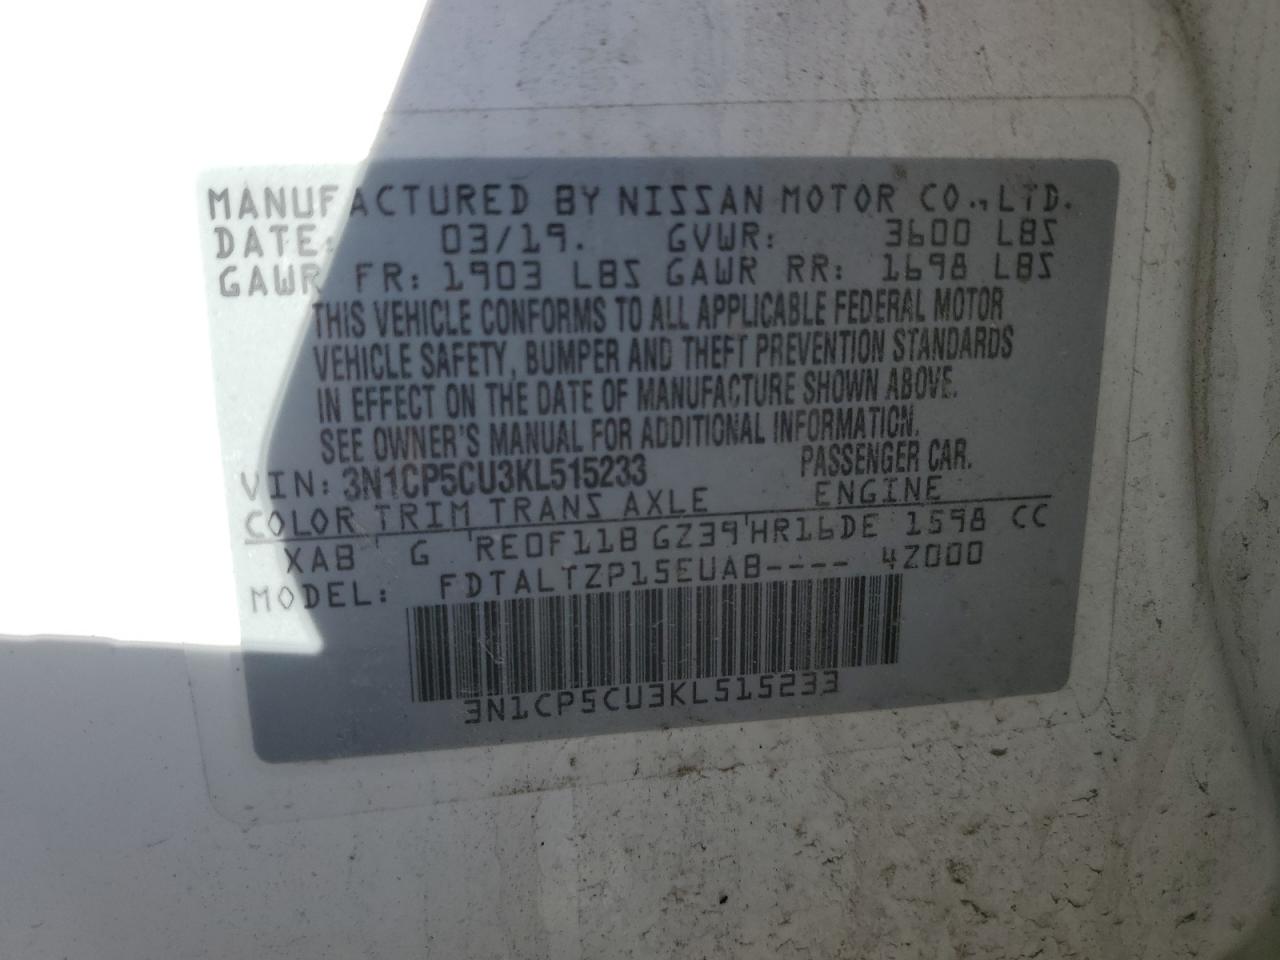 MANUFACTURED BY NISSAN MOTOR CO., LTD.
DATE: 03/19. GVWR: 3600 LBS
GAWR FR: 1903 LBS GAWR RR: 1698 LBS
THIS VEHICLE CONFORMS TO ALL APPLICABLE FEDERAL MOTOR
VEHICLE SAFETY, BUMPER AND THEFT PREVENTION STANDARDS
IN EFFECT ON THE DATE OF MANUFACTURE SHOWN ABOVE.
SEE OWNER'S MANUAL FOR ADDITIONAL INFORMATION.
VIN: 3N1CP5CU3KL515233 PASSENGER CAR.
COLOR TRIM TRANS AXLE ENGINE
XAB G RE0F11B GZ39 HR16DE 1598 CC
MODEL: FDTALTZP15EUAB---- 4Z000
3N1CP5CU3KL515233